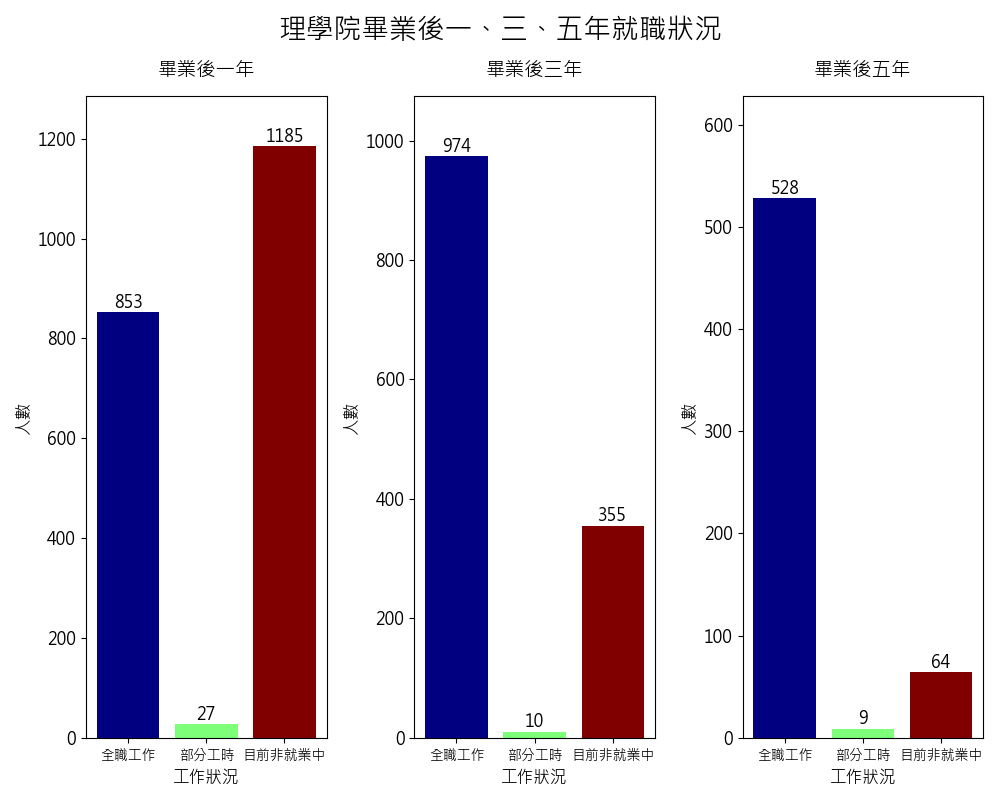 理學院畢業後一、三、五年就職狀況
畢業後一年
1200
1000
800
600
400
200
0
人數
853
27
1185
全職工作 部分工時 目前非就業中
工作狀況
畢業後三年
1000
800
600
400
200
0
人數
974
10
355
全職工作 部分工時 目前非就業中
工作狀況
畢業後五年
600
500
400
300
200
100
0
人數
528
9
64
全職工作 部分工時 目前非就業中
工作狀況